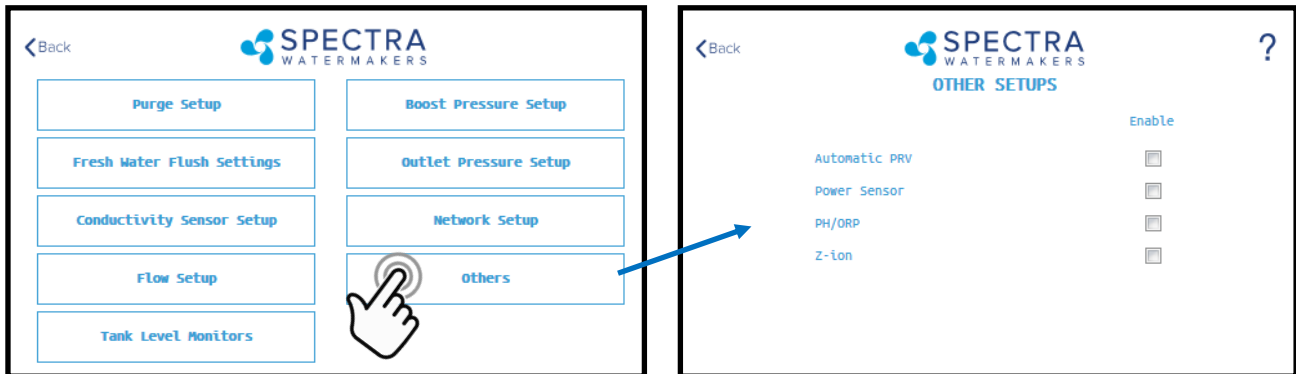 Back
SPECTRA
WATERMAKERS
Purge Setup
Boost Pressure Setup
Fresh Water Flush Settings
Outlet Pressure Setup
Conductivity Sensor Setup
Network Setup
Flow Setup
Others
Tank Level Monitors
Back
SPECTRA
WATERMAKERS
?
OTHER SETUPS
Enable
Automatic PRV
Power Sensor
PH/ORP
Z-ion